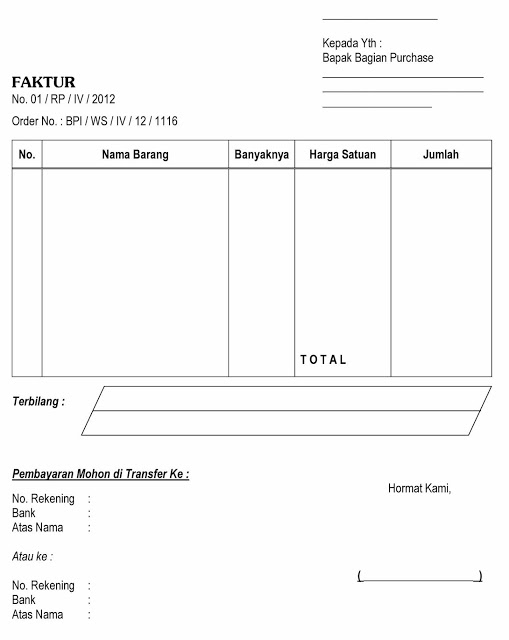 Kepada Yth :
Bapak Bagian Purchase
FAKTUR
No. 01 / RP / IV / 2012
Order No. : BPI / WS / IV / 12 / 1116
No. Nama Barang Banyaknya Harga Satuan Jumlah
T O T A L
Terbilang :
Pembayaran Mohon di Transfer Ke :
Hormat Kami,
No. Rekening :
Bank :
Atas Nama :
Atau ke :
( )
No. Rekening :
Bank :
Atas Nama :